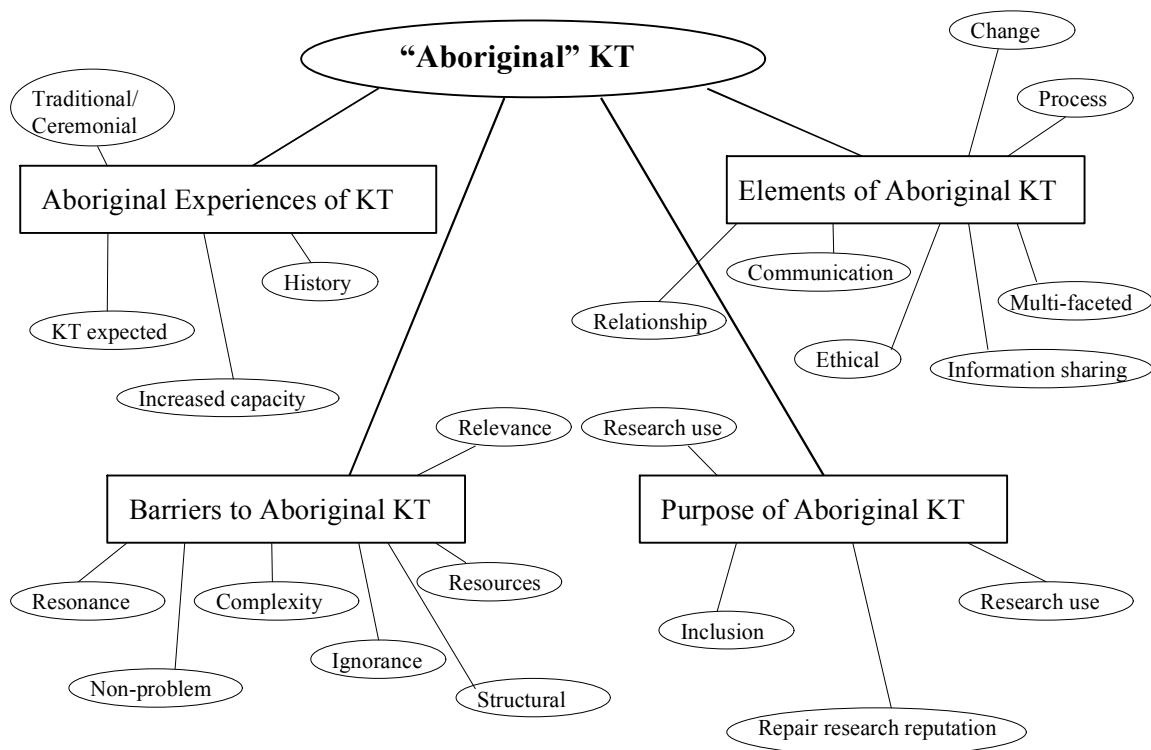 “Aboriginal” KT
Change
Traditional/
Ceremonial
Process
Aboriginal Experiences of KT
Elements of Aboriginal KT
History
Communication
KT expected
Relationship
Multi-faceted
Ethical
Information sharing
Increased capacity
Relevance
Research use
Barriers to Aboriginal KT
Purpose of Aboriginal KT
Resonance
Complexity
Resources
Research use
Inclusion
Ignorance
Non-problem
Structural
Repair research reputation